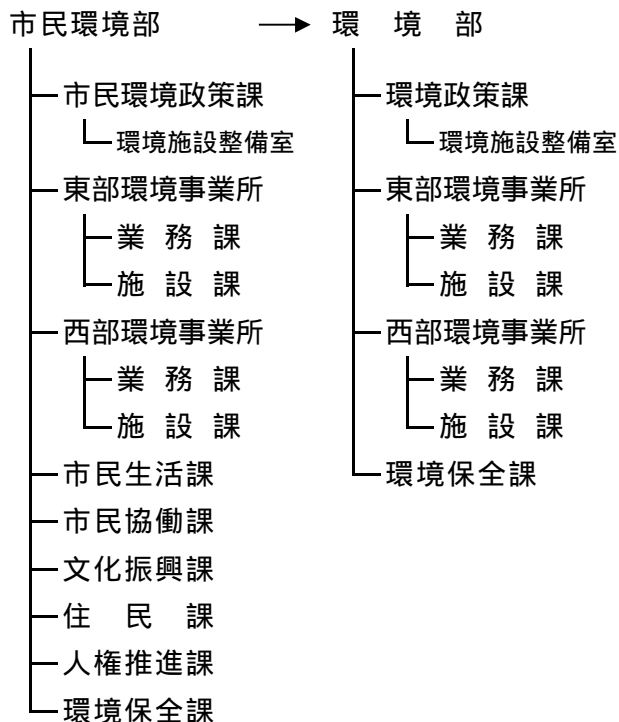 市民環境部 → 環境部
市民環境政策課 環境政策課
環境施設整備室 環境施設整備室
東部環境事業所 東部環境事業所
業務課 業務課
施設課 施設課
西部環境事業所 西部環境事業所
業務課 業務課
施設課 施設課
市民生活課 環境保全課
市民協働課
文化振興課
住民課
人権推進課
環境保全課